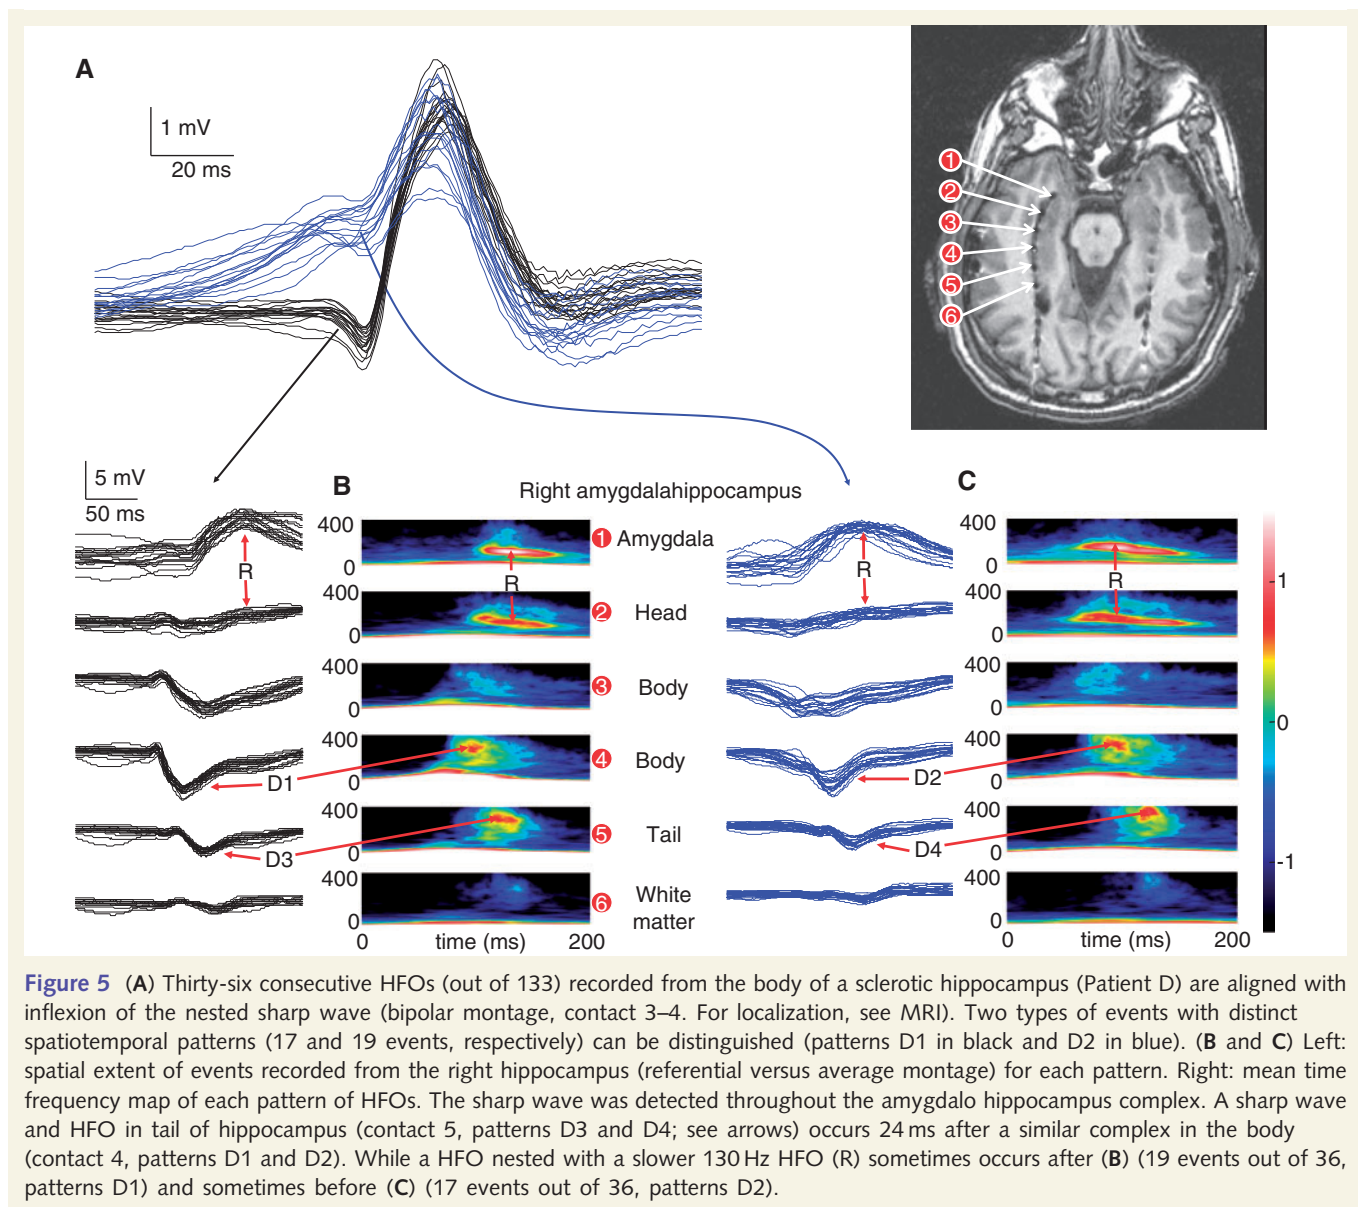 A
1 mV
20 ms
1
2
3
4
5
6
5 mV
50 ms
B
Right amygdalahippocampus
C
400
0
1 Amygdala
400
0
R
R
R
R
1
400
0
2 Head
400
0
400
0
3 Body
400
0
0
400
0
4 Body
400
0
D1
D2
400
0
5 Tail
400
0
D3
D4
-1
400
0
6 White
matter
400
0
0 time (ms) 200
0 time (ms) 200
Figure 5 (A) Thirty-six consecutive HFOs (out of 133) recorded from the body of a sclerotic hippocampus (Patient D) are aligned with
inflexion of the nested sharp wave (bipolar montage, contact 3–4. For localization, see MRI). Two types of events with distinct
spatiotemporal patterns (17 and 19 events, respectively) can be distinguished (patterns D1 in black and D2 in blue). (B and C) Left:
spatial extent of events recorded from the right hippocampus (referential versus average montage) for each pattern. Right: mean time
frequency map of each pattern of HFOs. The sharp wave was detected throughout the amygdalo hippocampus complex. A sharp wave
and HFO in tail of hippocampus (contact 5, patterns D3 and D4; see arrows) occurs 24 ms after a similar complex in the body
(contact 4, patterns D1 and D2). While a HFO nested with a slower 130 Hz HFO (R) sometimes occurs after (B) (19 events out of 36,
patterns D1) and sometimes before (C) (17 events out of 36, patterns D2).